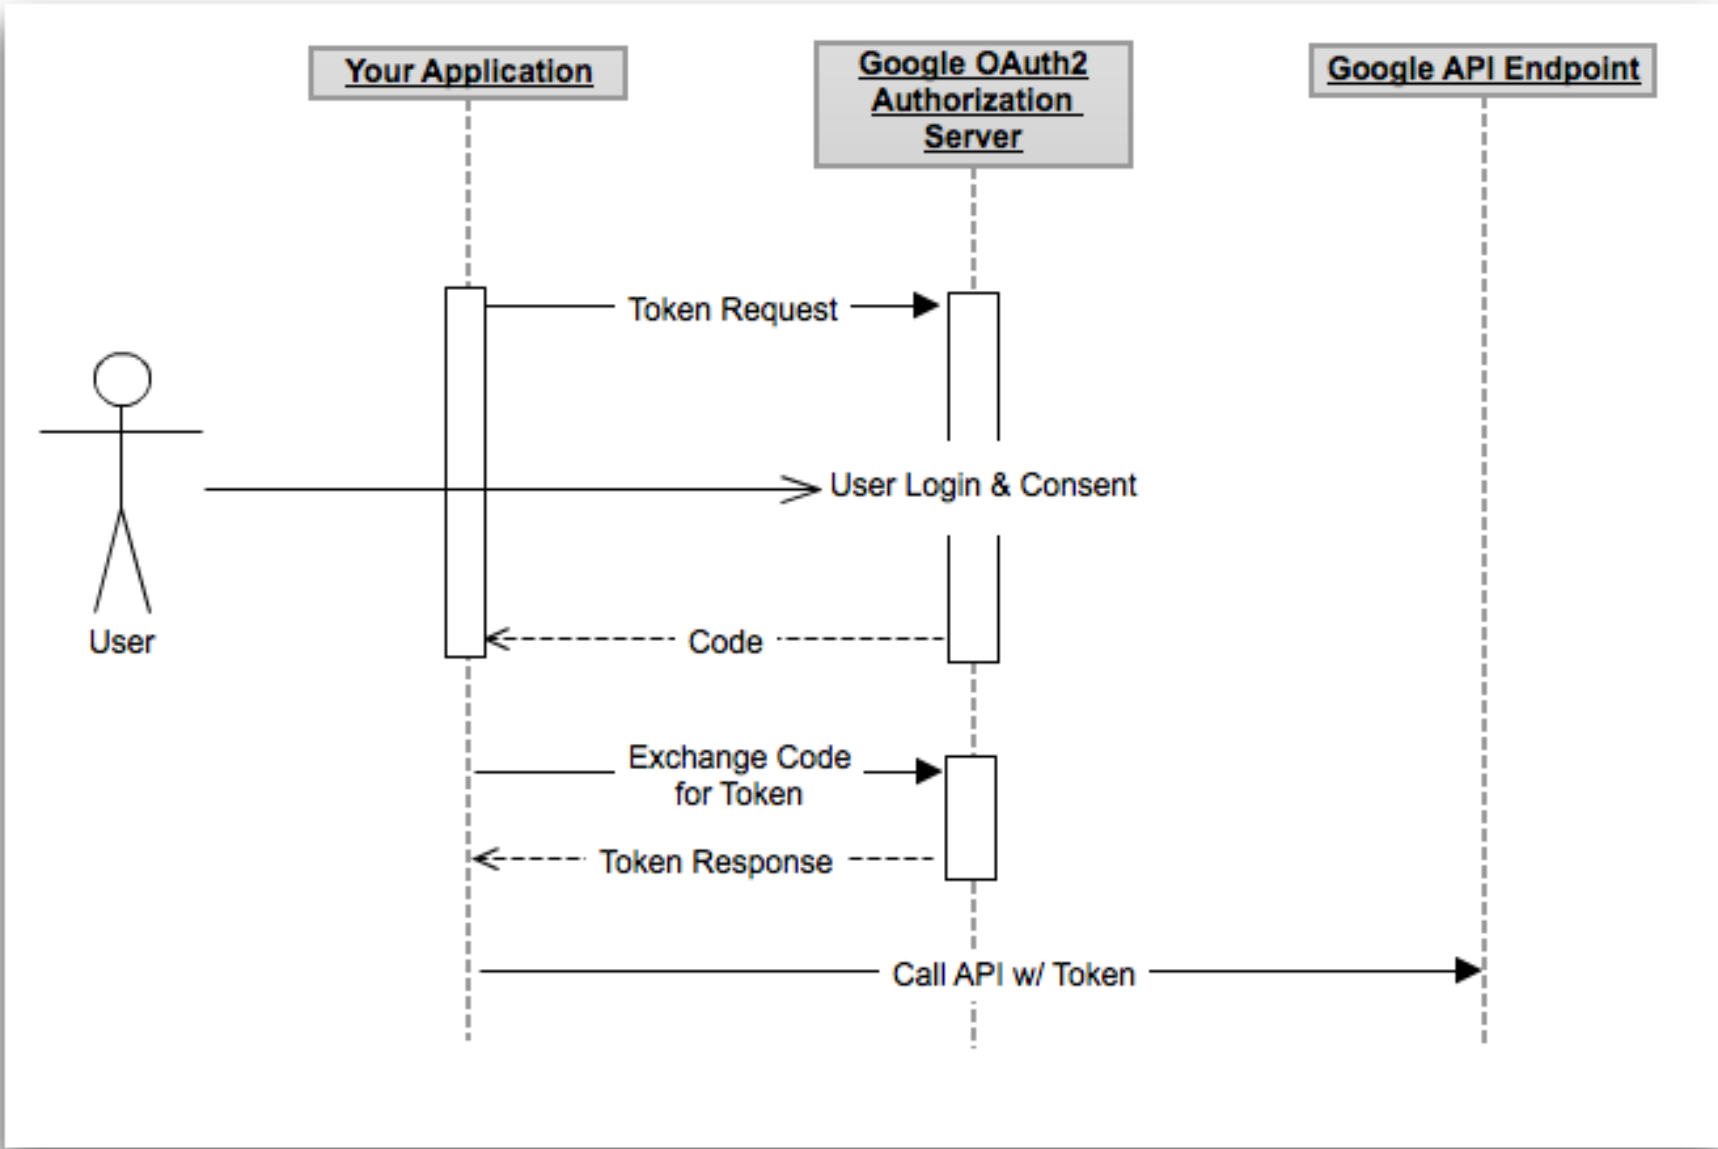 Your Application
Google OAuth2
Authorization
Server
Google API Endpoint
Token Request
User Login & Consent
User
Code
Exchange Code
for Token
Token Response
Call API w/ Token